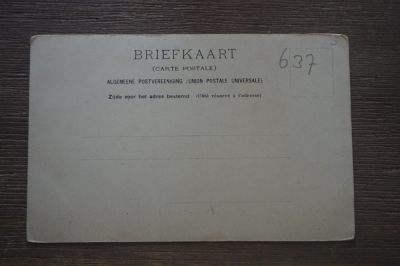 BRIEFKAART
637
(CARTE POSTALE)
ALGEMEENE POSTVEREENIGING (UNION POSTALE UNIVERSELLE)
Zijde voor het adres bestemd (Côté réservé à l'adresse)